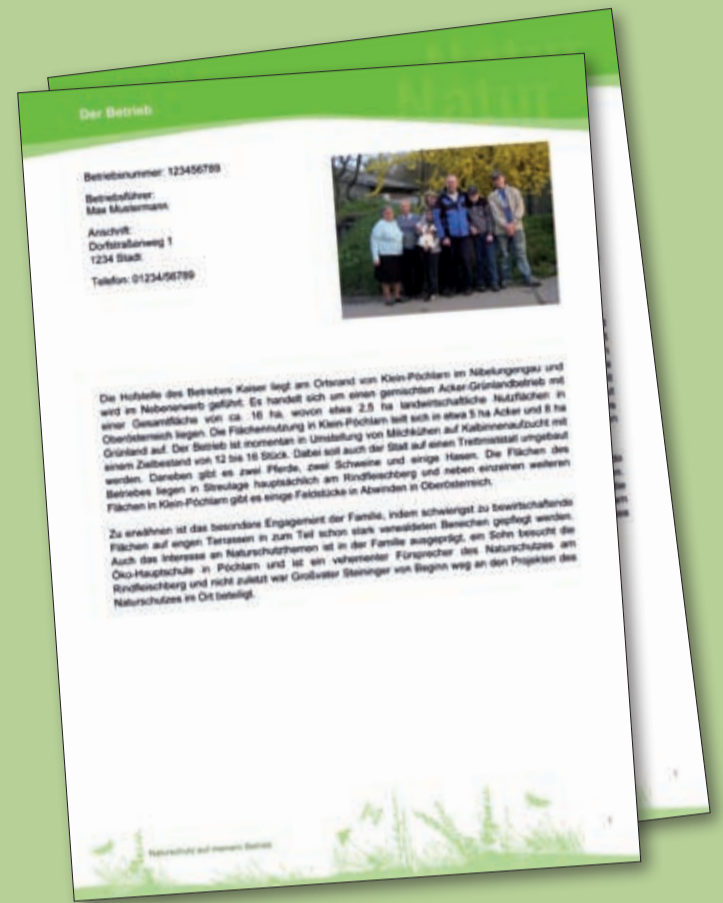 Natur
Der Betrieb
Betriebsnummer: 123456789
Betriebsführer:
Max Mustermann
Anschrift:
Dorfstraßenweg 1
1234 Stadt
Telefon: 01234/56789
Die Hofstelle des Betriebes Kaiser liegt am Ortsrand von Klein-Pöchlarn im Nibelungengau und
wird im Nebenerwerb geführt. Es handelt sich um einen gemischten Acker-Grünlandbetrieb mit
einer Gesamtfläche von ca. 16 ha, wovon etwa 2,5 ha landwirtschaftliche Nutzflächen in
Oberösterreich liegen. Die Flächennutzung in Klein-Pöchlarn teilt sich in etwa 5 ha Acker und 8 ha
Grünland auf. Der Betrieb ist momentan in Umstellung von Milchkühen auf Kalbinnenaufzucht mit
einem Zielbestand von 12 bis 16 Stück. Dabei soll auch der Stall auf einen Tretmiststall umgebaut
werden. Daneben gibt es zwei Pferde, zwei Schweine und einige Hasen. Die Flächen des
Betriebes liegen in Streulage hauptsächlich am Rindfleischberg und neben einzelnen weiteren
Flächen in Klein-Pöchlarn gibt es einige Feldstücke in Abwinden in Oberösterreich.
Zu erwähnen ist das besondere Engagement der Familie, indem schwierigst zu bewirtschaftende
Flächen auf engen Terrassen in zum Teil schon stark verwaldeten Bereichen gepflegt werden.
Auch das Interesse an Naturschutzthemen ist in der Familie ausgeprägt, ein Sohn besucht die
Öko-Hauptschule in Pöchlarn und ist ein vehementer Fürsprecher des Naturschutzes am
Rindfleischberg und nicht zuletzt war Großvater Steininger von Beginn weg an den Projekten des
Naturschutzes im Ort beteiligt.
Naturschutz auf meinem Betrieb